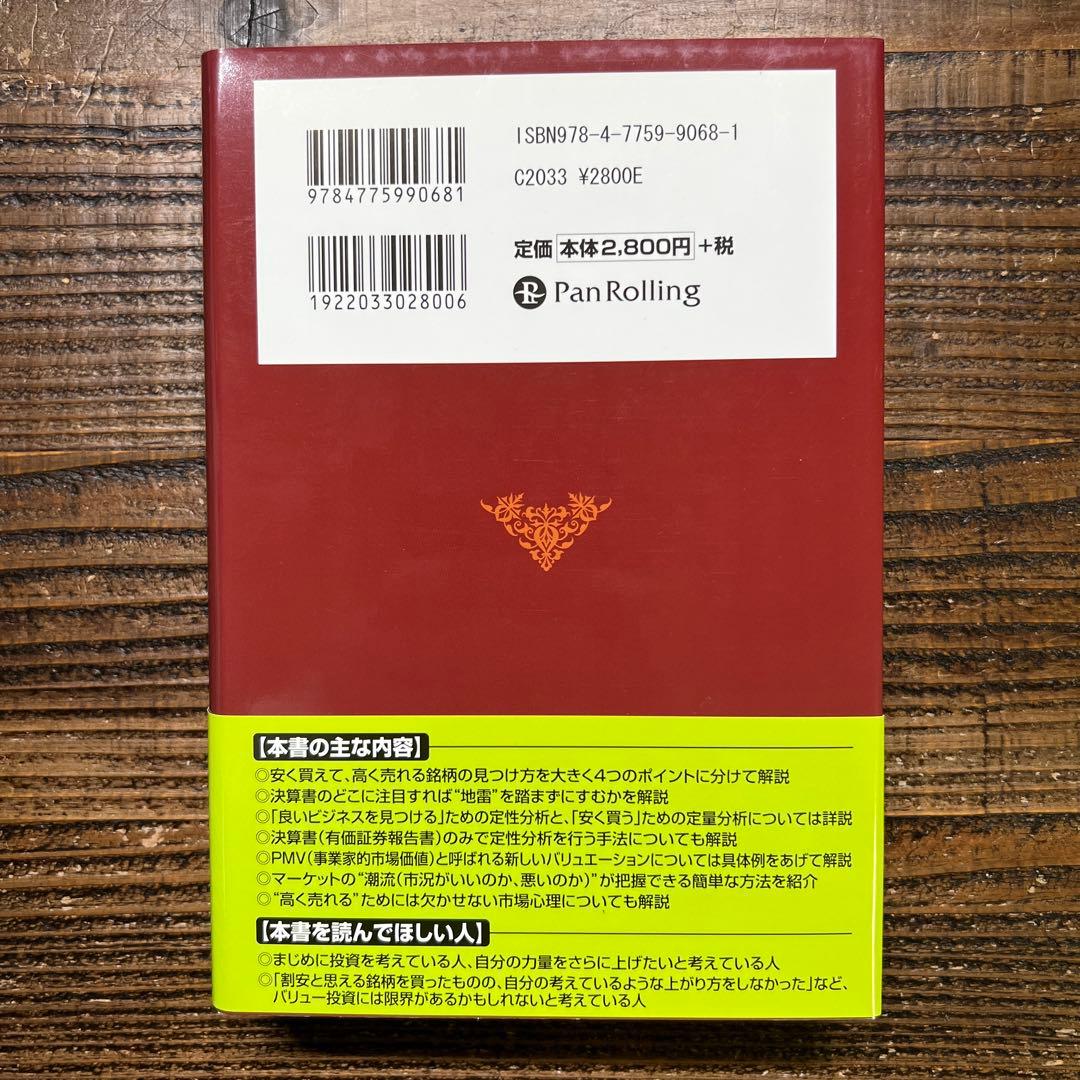 ISBN978-4-7759-9068-1
9784775990681
C2033 ¥2800E
定価 本体2,800円 +税
1922033028006
PanRolling
【本書の主な内容】
◎安く買えて、高く売れる銘柄の見つけ方を大きく4つのポイントに分けて解説
◎決算書のどこに注目すれば“地雷”を踏まずにすむかを解説
◎「良いビジネスを見つける」ための定性分析と、「安く買う」ための定量分析については詳説
◎決算書(有価証券報告書)のみで定性分析を行う手法についても解説
◎PMV(事業家的市場価値)と呼ばれる新しいバリュエーションについては具体例をあげて解説
◎マーケットの“潮流(市況がいいのか、悪いのか)”が把握できる簡単な方法を紹介
◎“高く売れる”ためには欠かせない市場心理についても解説
【本書を読んでほしい人】
◎まじめに投資を考えている人、自分の力量をさらに上げたいと考えている人
◎「割安と思える銘柄を買ったものの、自分の考えているような上がり方をしなかった」など、
バリュー投資には限界があるかもしれないと考えている人